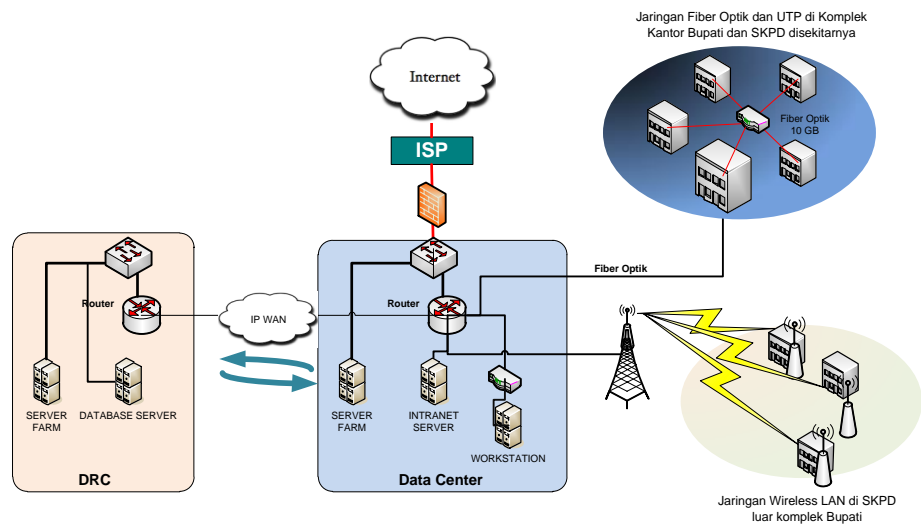 Jaringan Fiber Optik dan UTP di Komplek
Kantor Bupati dan SKPD disekitarnya
Internet
ISP
Fiber Optik
10 GB
Fiber Optik
Router
IP WAN
Router
SERVER
FARM
DATABASE SERVER
SERVER
FARM
INTRANET
SERVER
WORKSTATION
DRC
Data Center
Jaringan Wireless LAN di SKPD
luar komplek Bupati